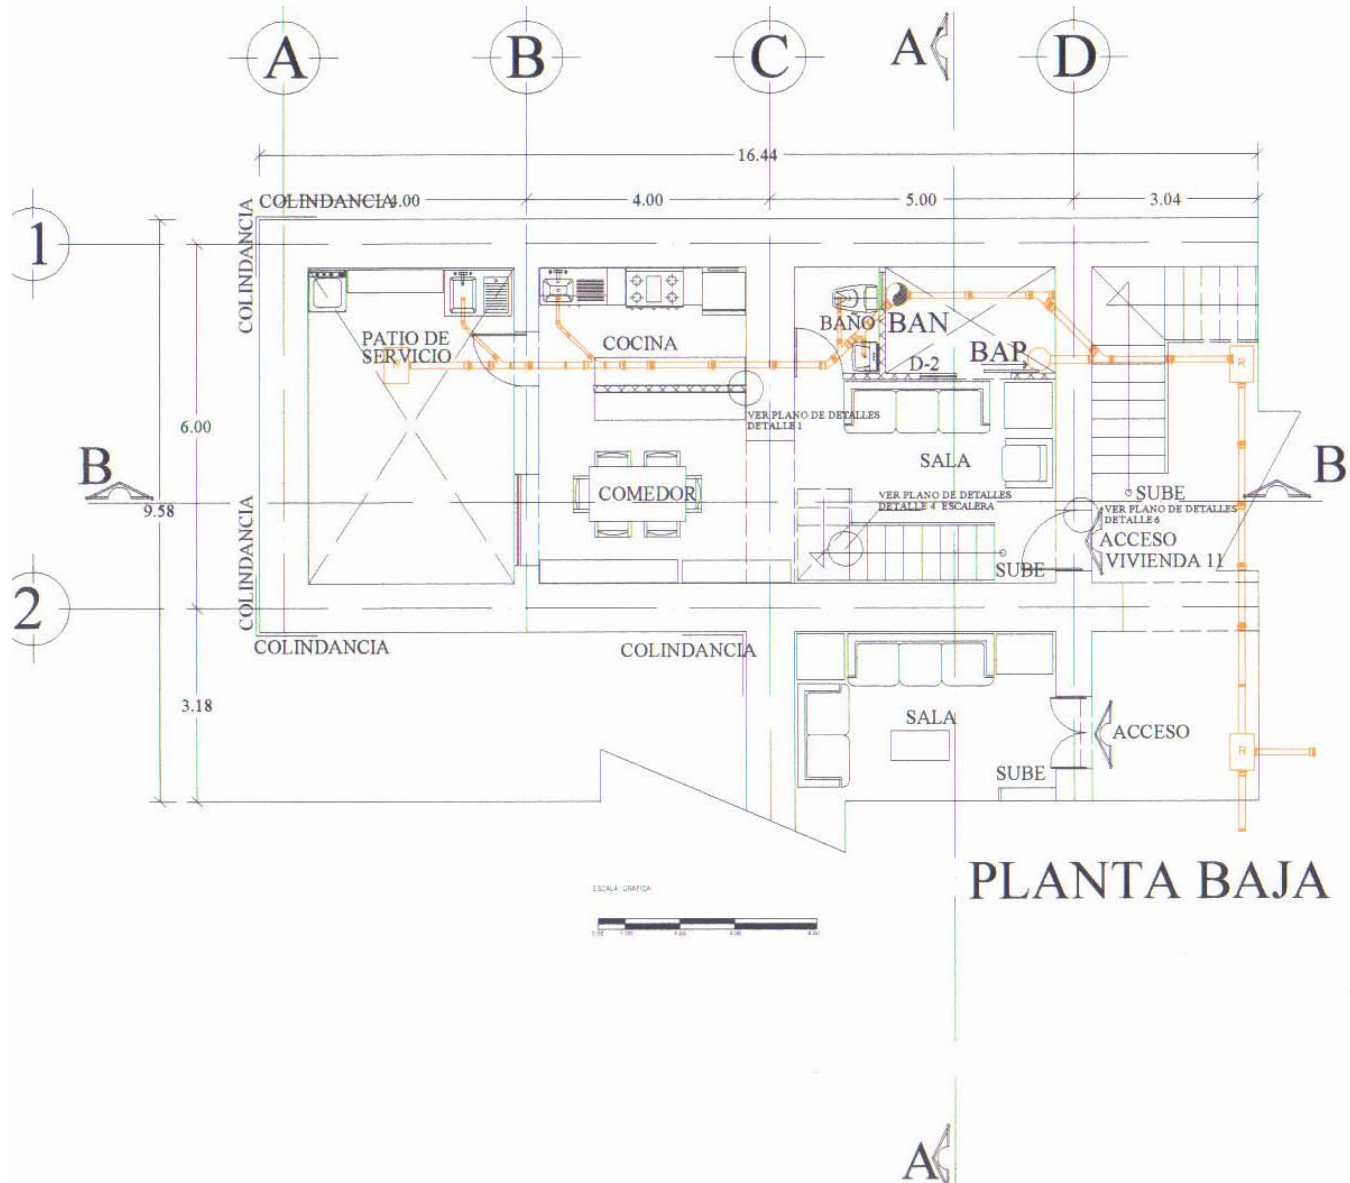 A
B
C
A
D
16.44
COLINDANCIA
4.00
4.00
5.00
3.04
1
COLINDANCIA
PATIO DE
SERVICIO
COCINA
BAÑO
BAN
BAP
D-2
R
R
VER PLANO DE DETALLES
DETALLE 1
6.00
SALA
B
B
COMEDOR
VER PLANO DE DETALLES
DETALLE 4 ESCALERA
SUBE
9.58
VER PLANO DE DETALLES
DETALLE 6
ACCESO
VIVIENDA 11
COLINDANCIA
SUBE
2
COLINDANCIA
COLINDANCIA
3.18
SALA
ACCESO
R
SUBE
PLANTA BAJA
ESCALA GRAFICA
A